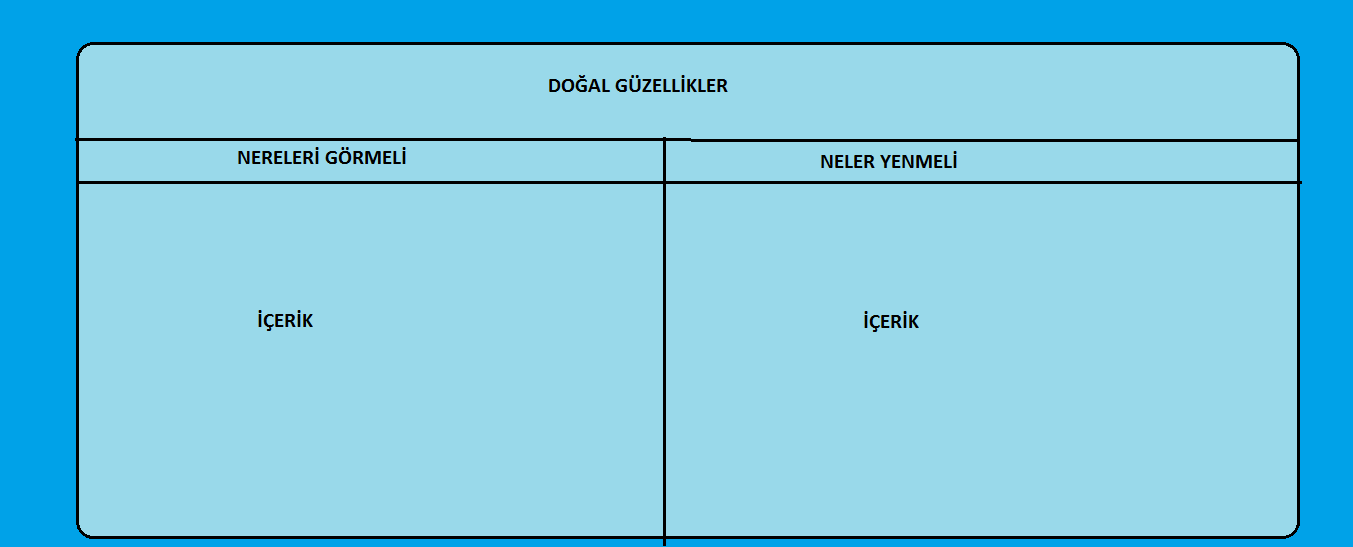 DOĞAL GÜZELLİKLER
NERELERİ GÖRMELİ
NELER YENMELİ
İÇERİK
İÇERİK